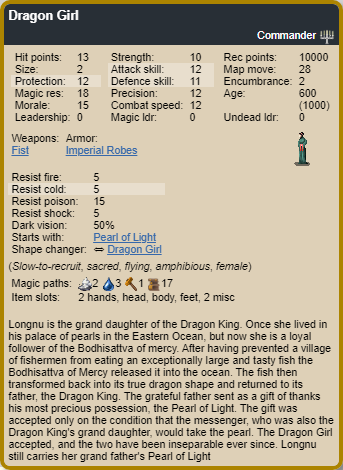 Dragon Girl
Commander
Hit points: 13 Strength: 10 Rec points: 10000
Size: 2 Attack skill: 12 Map move: 28
Protection: 12 Defence skill: 11 Encumbrance: 2
Magic res: 18 Precision: 12 Age: 600
Morale: 15 Combat speed: 12 (1000)
Leadership: 0 Magic ldr: 0 Undead ldr: 0
Weapons: Armor:
Fist Imperial Robes
Resist fire: 5
Resist cold: 5
Resist poison: 15
Resist shock: 5
Dark vision: 50%
Starts with: Pearl of Light
Shape changer: ⇔ Dragon Girl
(Slow-to-recruit, sacred, flying, amphibious, female)
Magic paths: 2 3 1 17
Item slots: 2 hands, head, body, feet, 2 misc
Longnu is the grand daughter of the Dragon King. Once she lived in
his palace of pearls in the Eastern Ocean, but now she is a loyal
follower of the Bodhisattva of mercy. After having prevented a village
of fishermen from eating an exceptionally large and tasty fish the
Bodhisattva of Mercy released it into the ocean. The fish then
transformed back into its true dragon shape and returned to its
father, the Dragon King. The grateful father sent as a gift of thanks
his most precious possession, the Pearl of Light. The gift was
accepted only on the condition that the messenger, who was also the
Dragon King's grand daughter, would take the pearl. The Dragon Girl
accepted, and the two have been inseparable ever since. Longnu
still carries her grand father's Pearl of Light